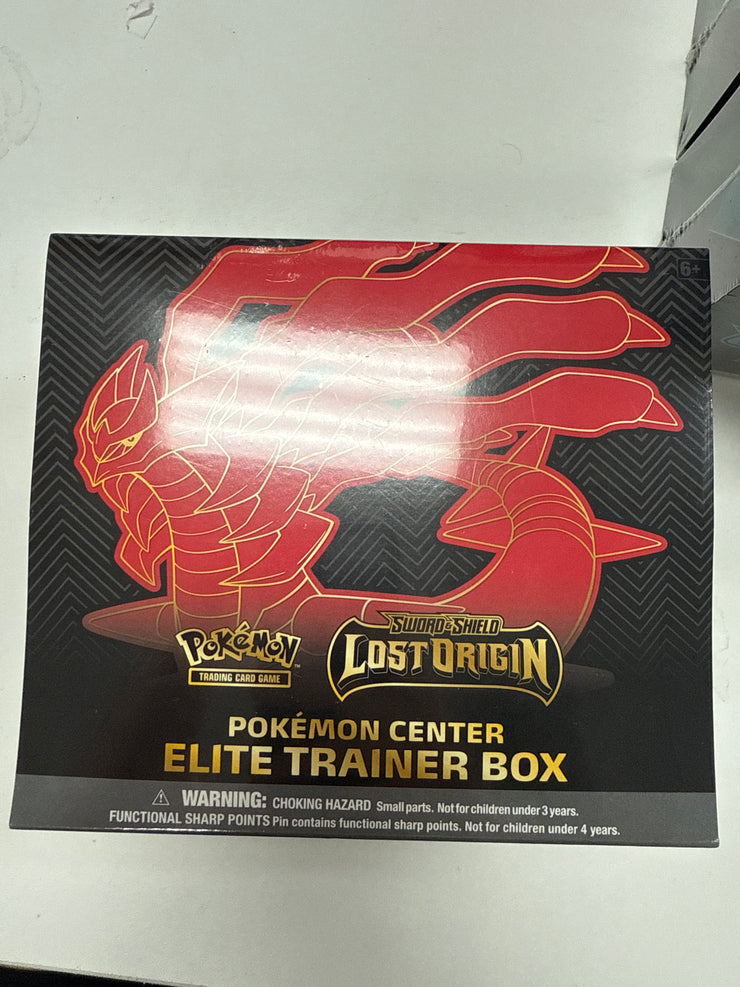 6+
SWORD & SHIELD
POKéMON™
LOST ORIGIN
TRADING CARD GAME
POKÉMON CENTER
ELITE TRAINER BOX
⚠ WARNING: CHOKING HAZARD Small parts. Not for children under 3 years.
FUNCTIONAL SHARP POINTS Pin contains functional sharp points. Not for children under 4 years.